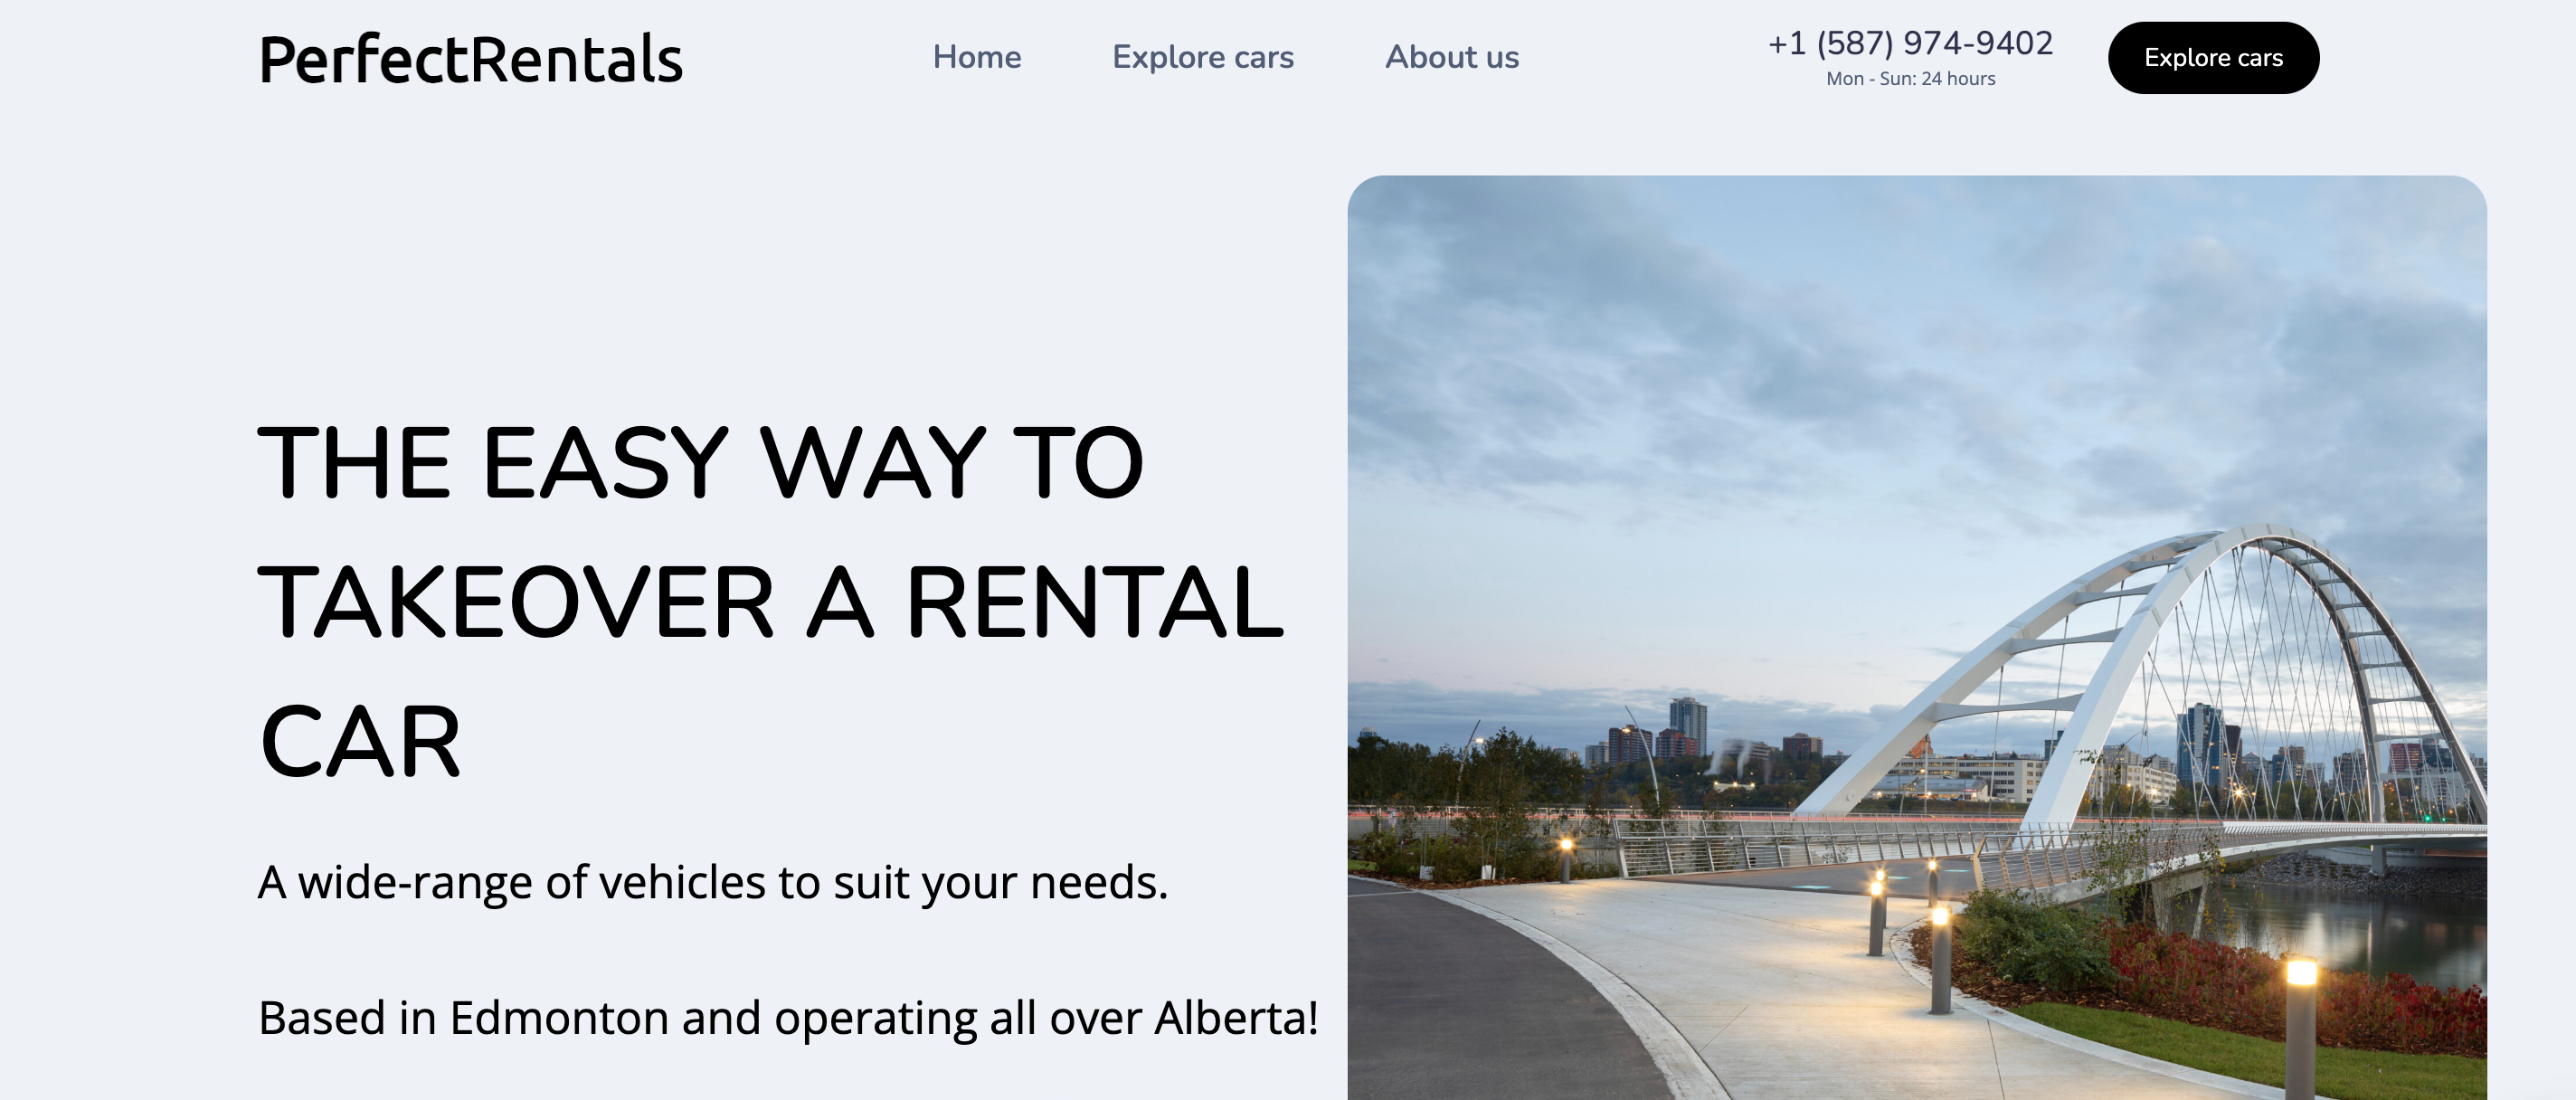 PerfectRentals
Home
Explore cars
About us
+1 (587) 974-9402
Mon - Sun: 24 hours
Explore cars
THE EASY WAY TO
TAKEOVER A RENTAL
CAR
A wide-range of vehicles to suit your needs.
Based in Edmonton and operating all over Alberta!